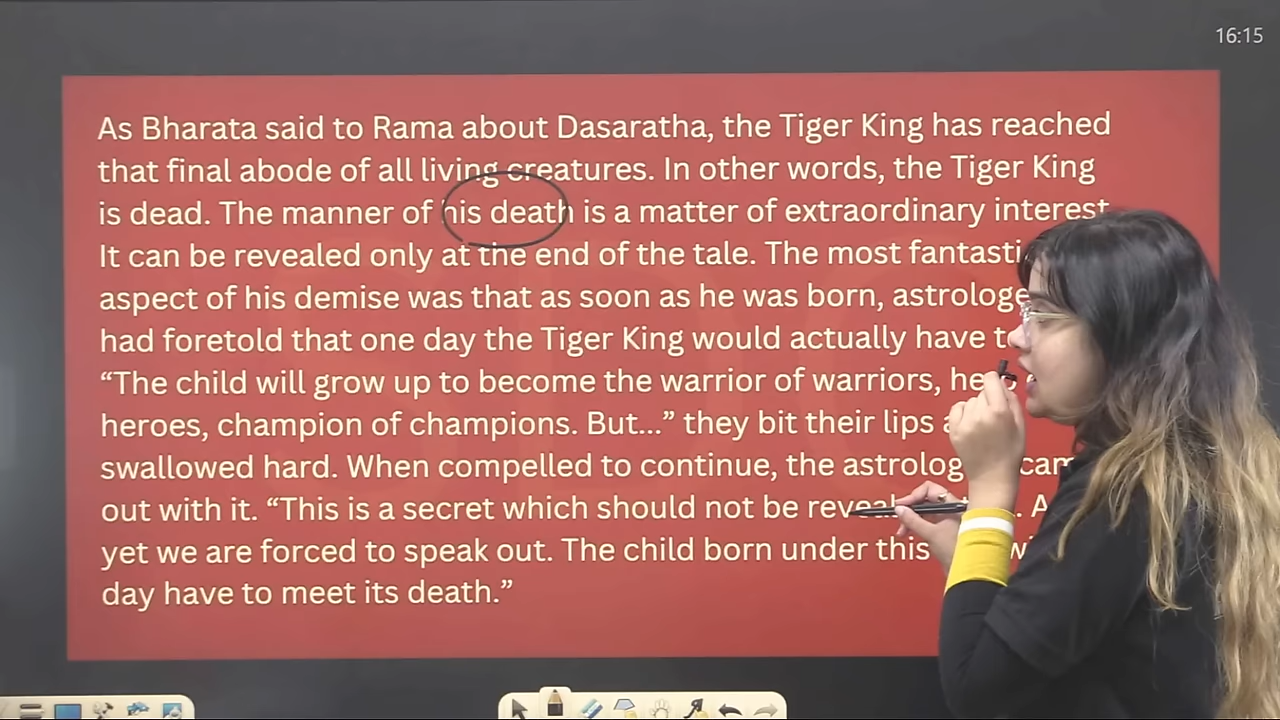 16:15
As Bharata said to Rama about Dasaratha, the Tiger King has reached
that final abode of all living creatures. In other words, the Tiger King
is dead. The manner of his death is a matter of extraordinary interest.
It can be revealed only at the end of the tale. The most fantasti
aspect of his demise was that as soon as he was born, astrologe
had foretold that one day the Tiger King would actually have to
“The child will grow up to become the warrior of warriors, hero
heroes, champion of champions. But...” they bit their lips a
swallowed hard. When compelled to continue, the astrolog cam
out with it. “This is a secret which should not be reveal . A
yet we are forced to speak out. The child born under this
day have to meet its death.”